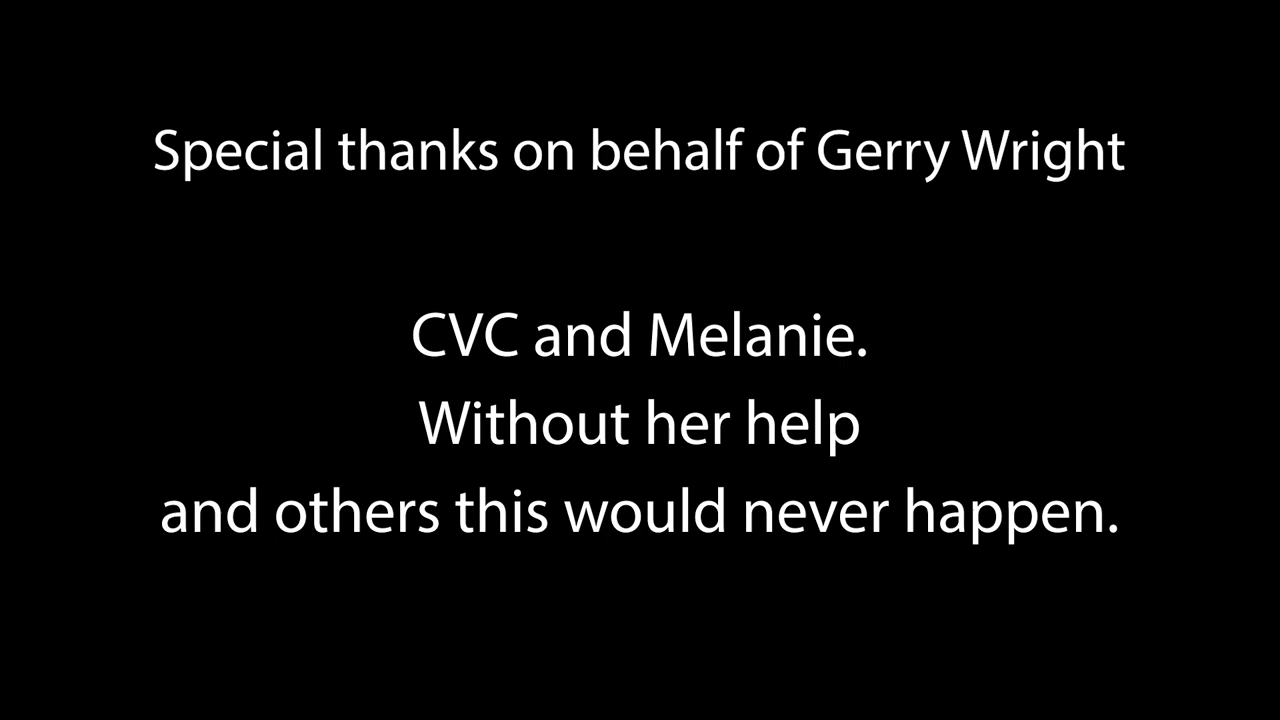 Special thanks on behalf of Gerry Wright
CVC and Melanie.
Without her help
and others this would never happen.